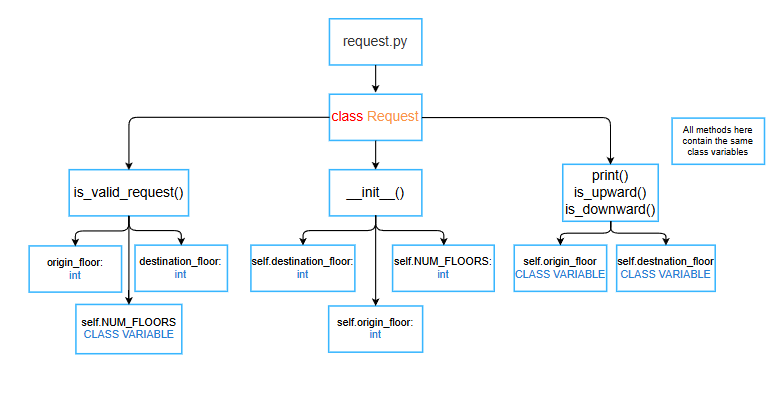 request.py
class Request
All methods here
contain the same
class variables
is_valid_request()
__init__()
print()
is_upward()
is_downward()
origin_floor:
int
destination_floor:
int
self.NUM_FLOORS
CLASS VARIABLE
self.destination_floor:
int
self.NUM_FLOORS:
int
self.origin_floor:
int
self.origin_floor
CLASS VARIABLE
self.destnation_floor
CLASS VARIABLE